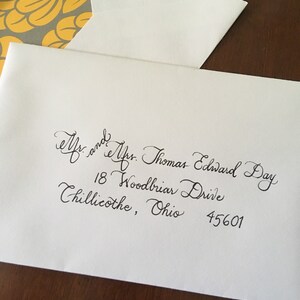 Mr and Mrs. Thomas Edward Day
18 Woodbriar Drive
Chillicothe, Ohio 45601